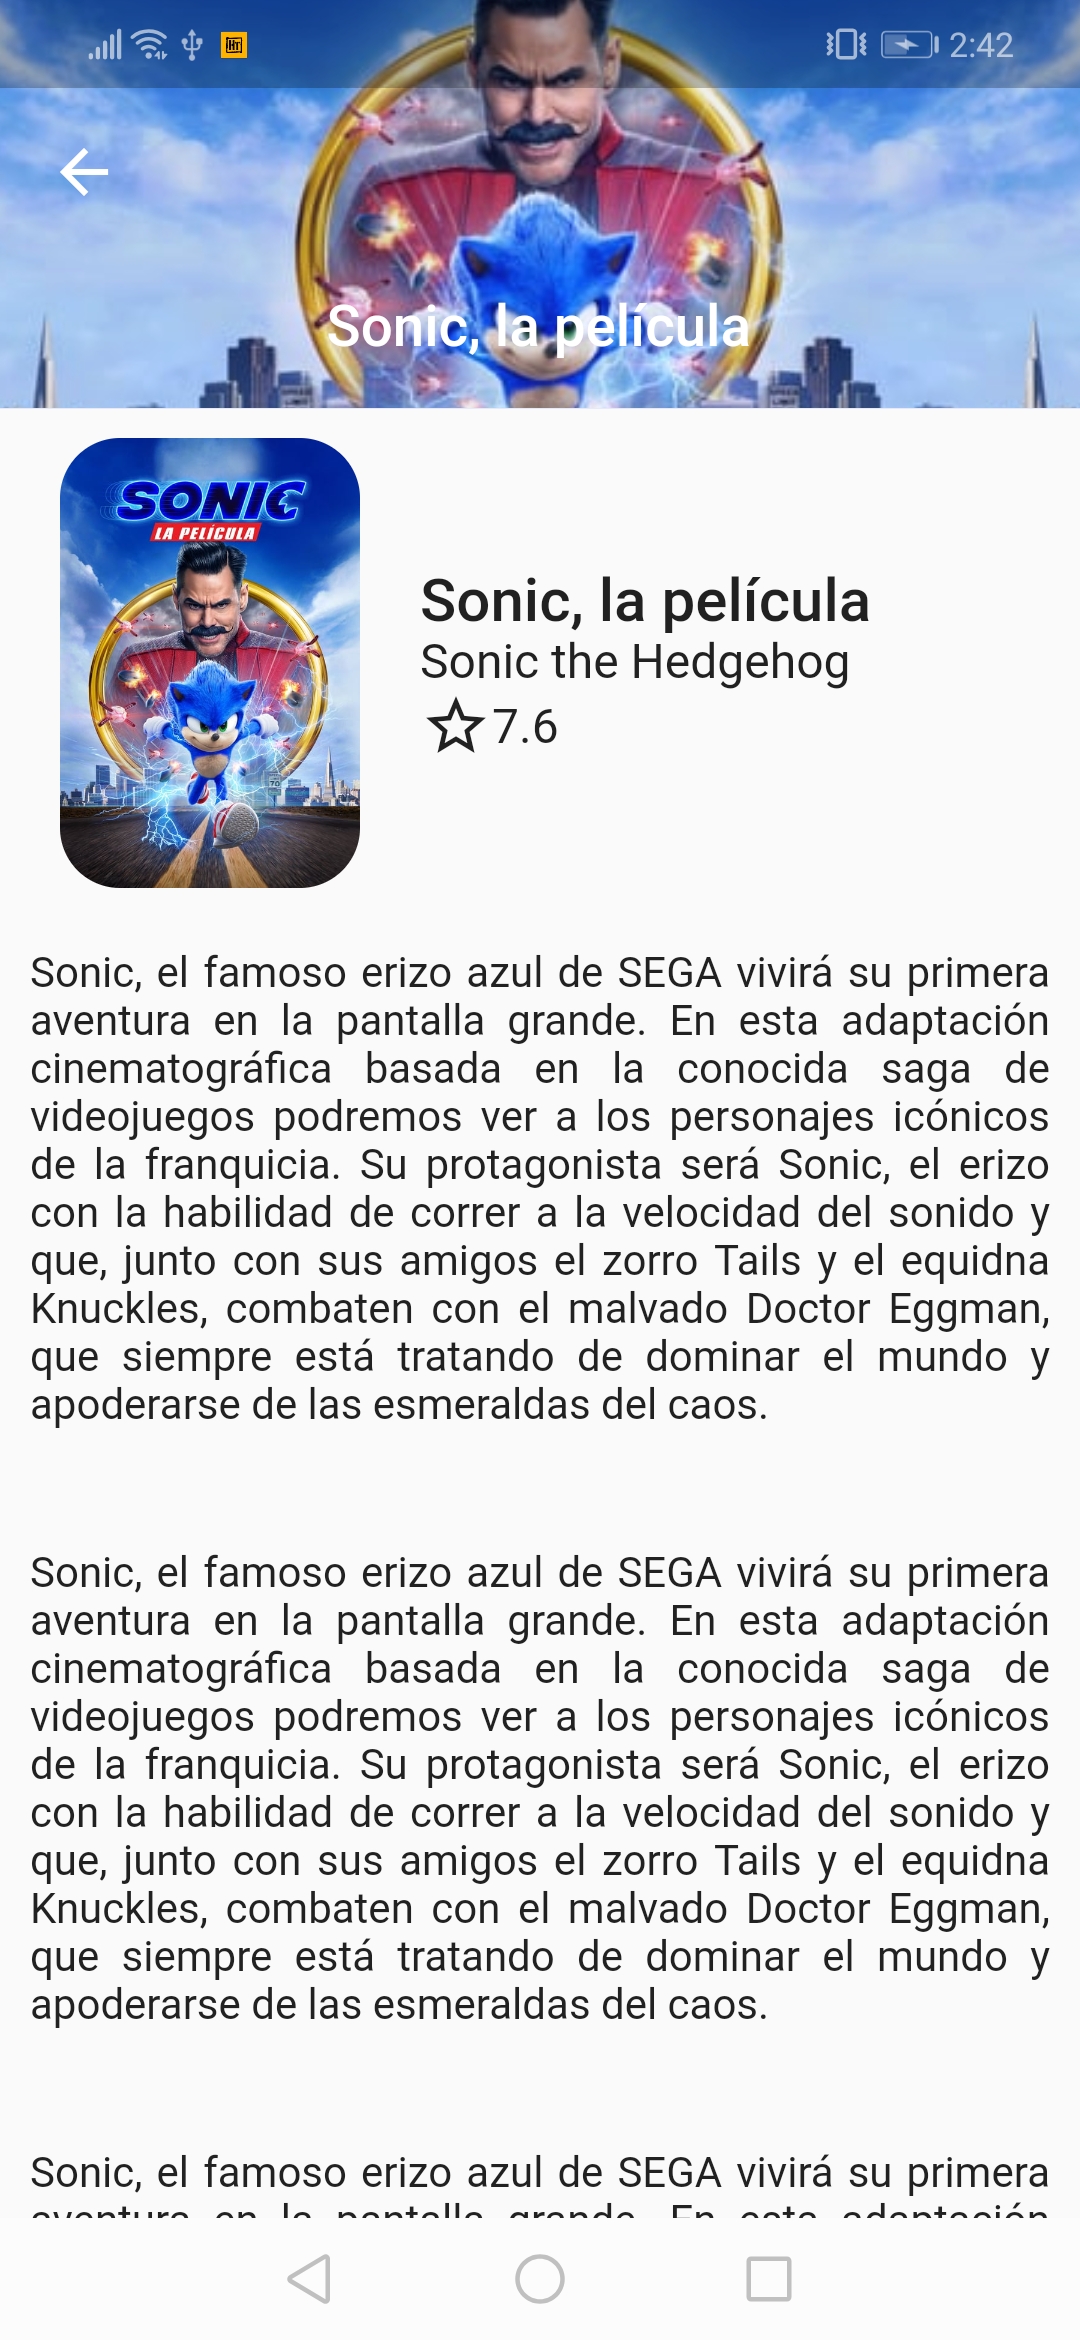 2:42
Sonic, la película
SONIC
LA PELÍCULA
Sonic, la película
Sonic the Hedgehog
7.6
Sonic, el famoso erizo azul de SEGA vivirá su primera
aventura en la pantalla grande. En esta adaptación
cinematográfica basada en la conocida saga de
videojuegos podremos ver a los personajes icónicos
de la franquicia. Su protagonista será Sonic, el erizo
con la habilidad de correr a la velocidad del sonido y
que, junto con sus amigos el zorro Tails y el equidna
Knuckles, combaten con el malvado Doctor Eggman,
que siempre está tratando de dominar el mundo y
apoderarse de las esmeraldas del caos.
Sonic, el famoso erizo azul de SEGA vivirá su primera
aventura en la pantalla grande. En esta adaptación
cinematográfica basada en la conocida saga de
videojuegos podremos ver a los personajes icónicos
de la franquicia. Su protagonista será Sonic, el erizo
con la habilidad de correr a la velocidad del sonido y
que, junto con sus amigos el zorro Tails y el equidna
Knuckles, combaten con el malvado Doctor Eggman,
que siempre está tratando de dominar el mundo y
apoderarse de las esmeraldas del caos.
Sonic, el famoso erizo azul de SEGA vivirá su primera
aventura en la pantalla grande. En esta adaptación